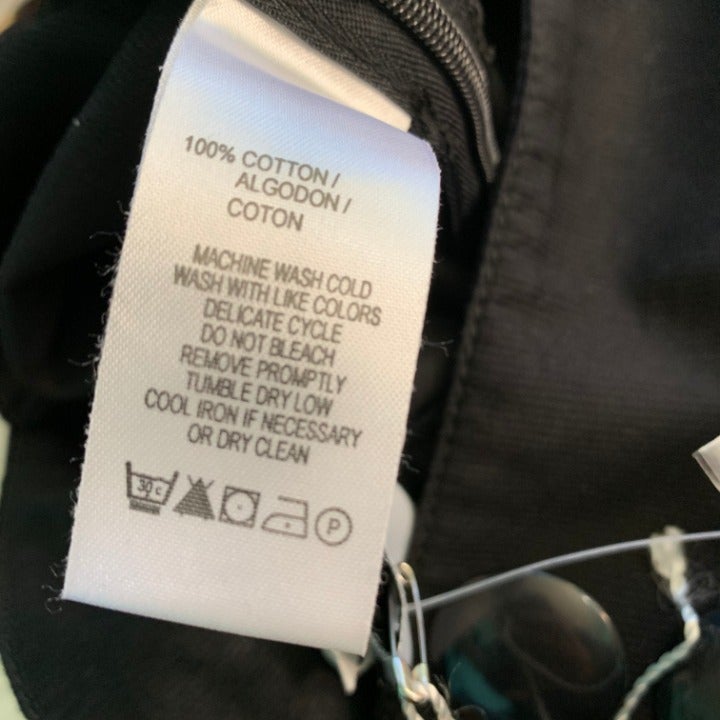 100% COTTON/
ALGODON/
COTON
MACHINE WASH COLD
WASH WITH LIKE COLORS
DELICATE CYCLE
DO NOT BLEACH
REMOVE PROMPTLY
TUMBLE DRY LOW
COOL IRON IF NECESSARY
OR DRY CLEAN
30 c P